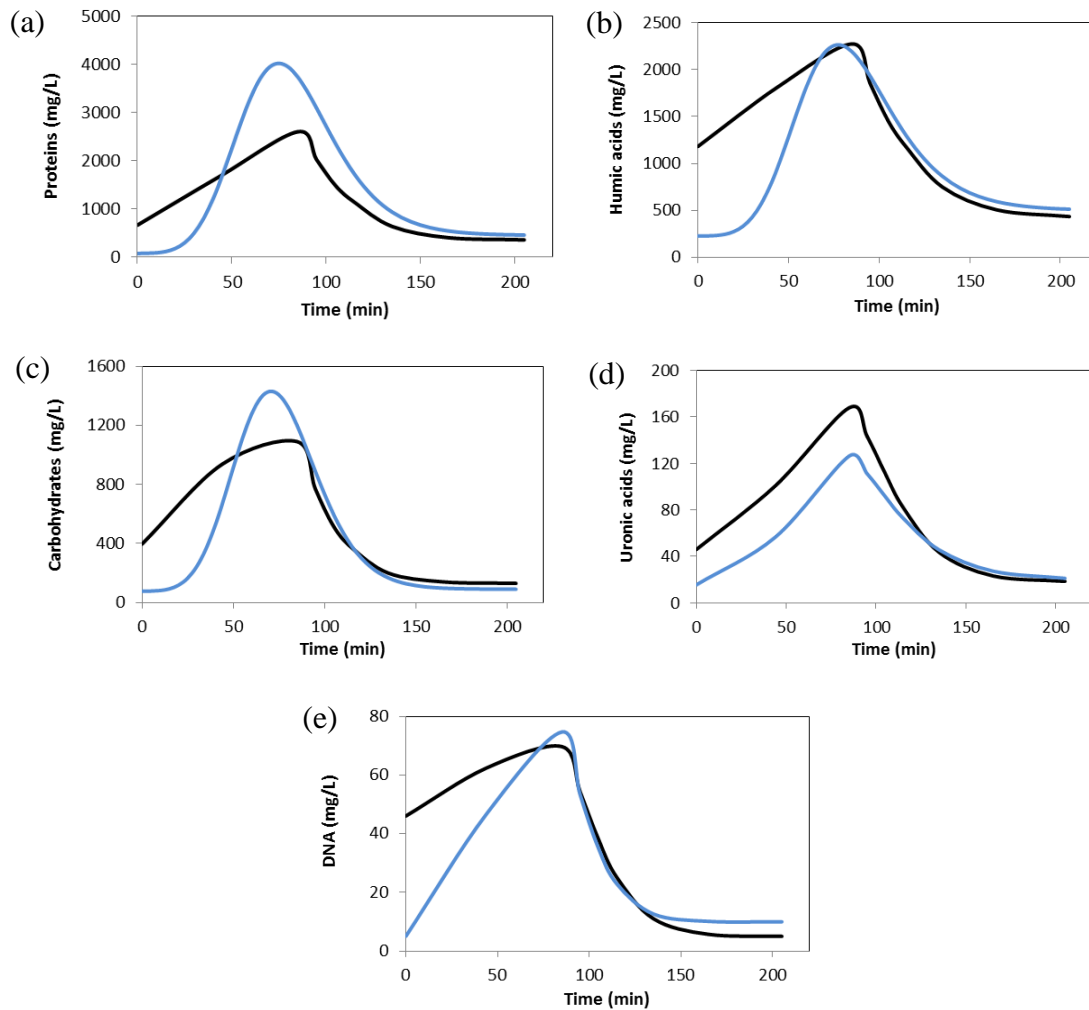 (a)
Proteins (mg/L)
5000
4000
3000
2000
1000
0
0 50 100 150 200
Time (min)
(b)
Humic acids (mg/L)
2500
2000
1500
1000
500
0
0 50 100 150 200
Time (min)
(c)
Carbohydrates (mg/L)
1600
1200
800
400
0
0 50 100 150 200
Time (min)
(d)
Uronic acids (mg/L)
200
160
120
80
40
0
0 50 100 150 200
Time (min)
(e)
DNA (mg/L)
80
60
40
20
0
0 50 100 150 200
Time (min)